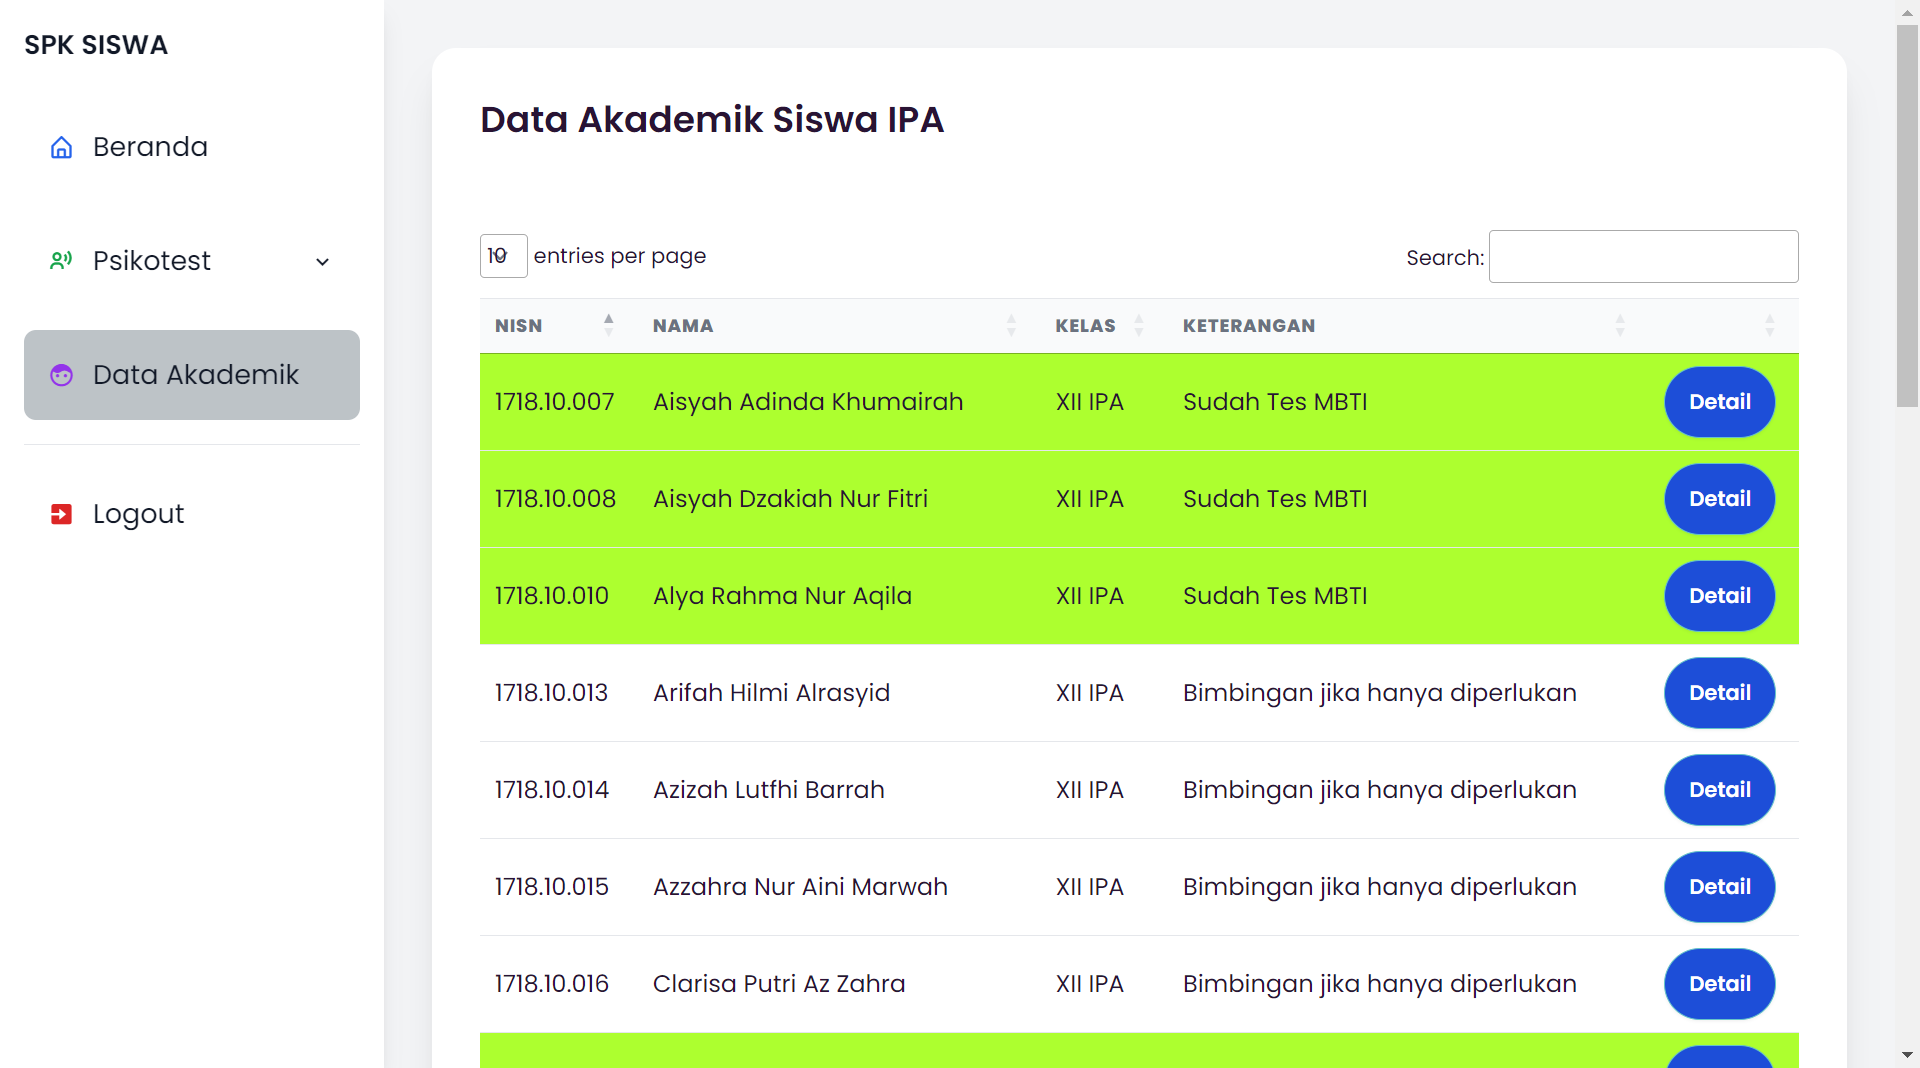 SPK SISWA
Beranda
Psikotest
Data Akademik
Logout
Data Akademik Siswa IPA
10 entries per page
Search:
NISN NAMA KELAS KETERANGAN
1718.10.007 Aisyah Adinda Khumairah XII IPA Sudah Tes MBTI Detail
1718.10.008 Aisyah Dzakiah Nur Fitri XII IPA Sudah Tes MBTI Detail
1718.10.010 Alya Rahma Nur Aqila XII IPA Sudah Tes MBTI Detail
1718.10.013 Arifah Hilmi Alrasyid XII IPA Bimbingan jika hanya diperlukan Detail
1718.10.014 Azizah Lutfhi Barrah XII IPA Bimbingan jika hanya diperlukan Detail
1718.10.015 Azzahra Nur Aini Marwah XII IPA Bimbingan jika hanya diperlukan Detail
1718.10.016 Clarisa Putri Az Zahra XII IPA Bimbingan jika hanya diperlukan Detail